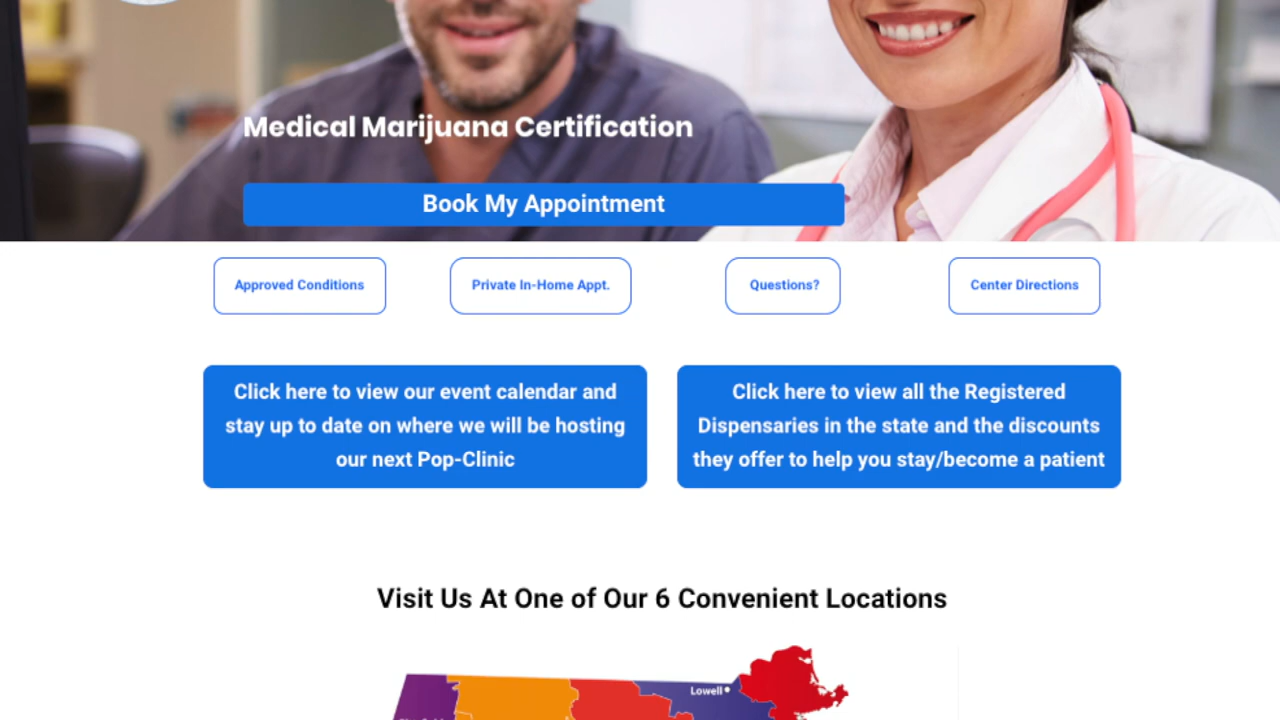 Medical Marijuana Certification
Book My Appointment
Approved Conditions
Private In-Home Appt.
Questions?
Center Directions
Click here to view our event calendar and
stay up to date on where we will be hosting
our next Pop-Clinic
Click here to view all the Registered
Dispensaries in the state and the discounts
they offer to help you stay/become a patient
Visit Us At One of Our 6 Convenient Locations
Lowell